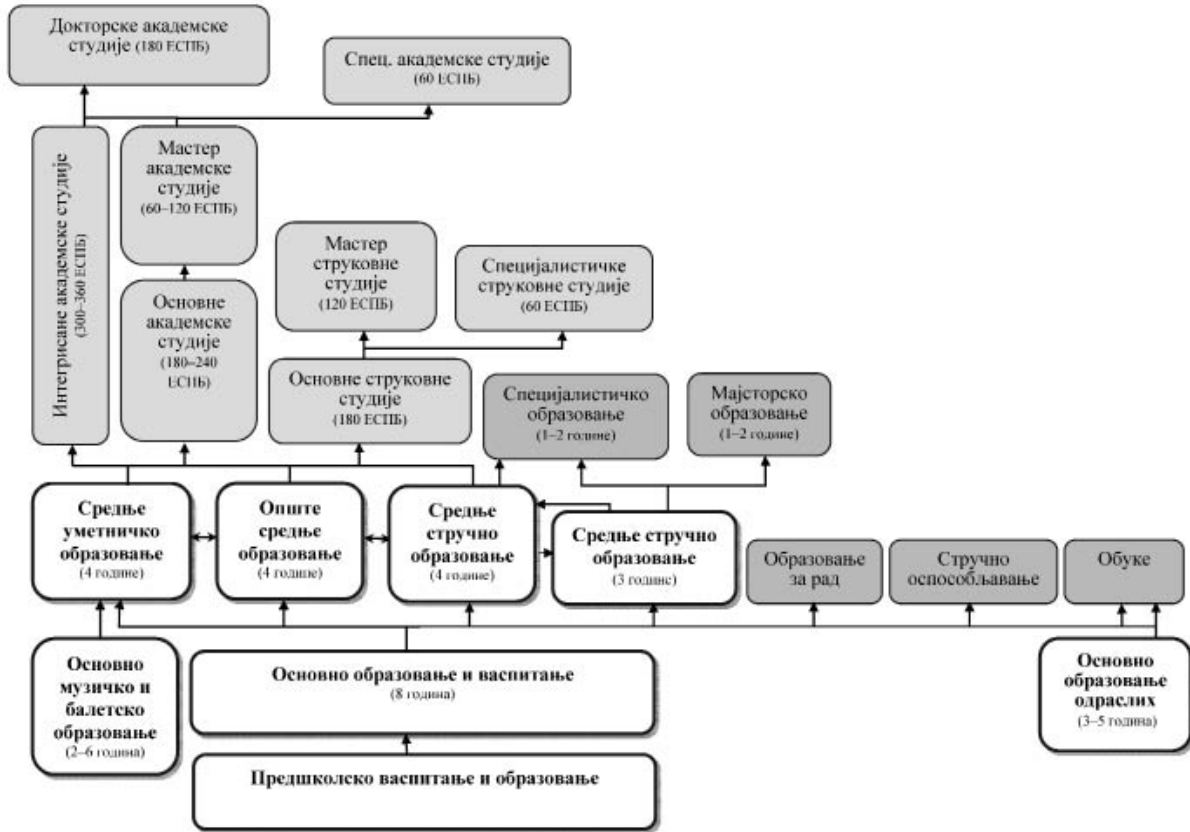 Докторске академске
студије (180 ЕСПБ)
Спец. академске студије
(60 ЕСПБ)
Интегрисане академске студије
(300–360 ЕСПБ)
Мастер
академске
студије
(60–120 ЕСПБ)
Мастер
струковне
студије
(120 ЕСПБ)
Специјалистичке
струковне студије
(60 ЕСПБ)
Основне
академске
студије
(180–240
ЕСПБ)
Основне струковне
студије
(180 ЕСПБ)
Специјалистичко
образовање
(1–2 године)
Мајсторско
образовање
(1–2 године)
Средње
уметничко
образовање
(4 године)
Опште
средње
образовање
(4 године)
Средње
стручно
образовање
(4 године)
Средње стручно
образовање
(3 године)
Образовање
за рад
Стручно
оспособљавање
Обуке
Основно
музичко и
балетско
образовање
(2–6 година)
Основно образовање и васпитање
(8 година)
Основно
образовање
одраслих
(3–5 година)
Предшколско васпитање и образовање